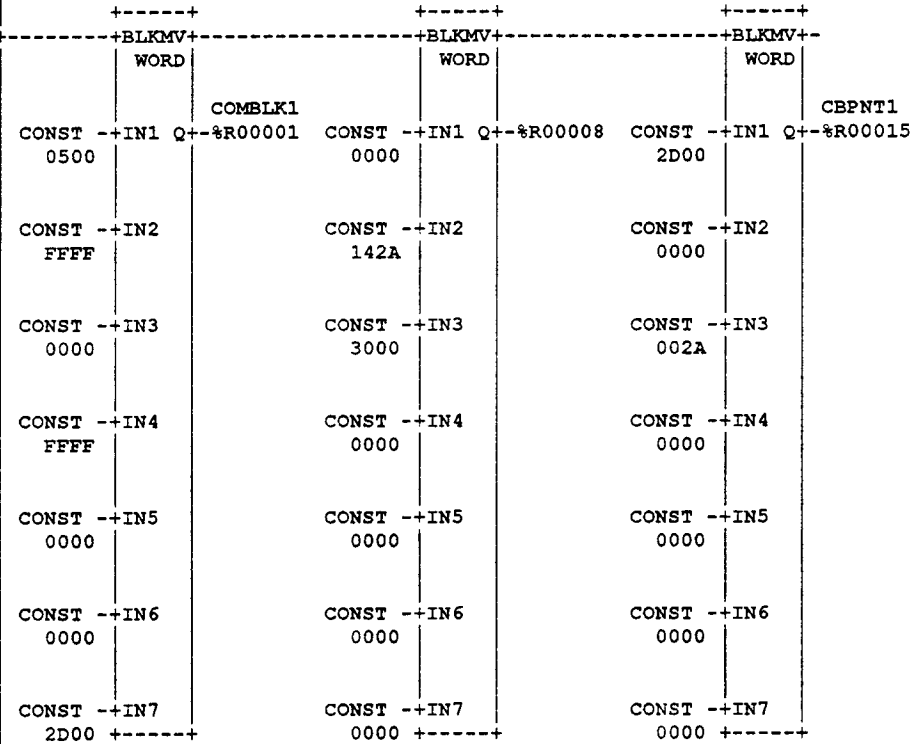 BLKMV BLKMV BLKMV
WORD WORD WORD
COMBLK1 CBPNT1
CONST IN1 Q %R00001 CONST IN1 Q %R00008 CONST IN1 Q %R00015
0500 0000 2D00
CONST IN2 CONST IN2 CONST IN2
FFFF 142A 0000
CONST IN3 CONST IN3 CONST IN3
0000 3000 002A
CONST IN4 CONST IN4 CONST IN4
FFFF 0000 0000
CONST IN5 CONST IN5 CONST IN5
0000 0000 0000
CONST IN6 CONST IN6 CONST IN6
0000 0000 0000
CONST IN7 CONST IN7 CONST IN7
2D00 0000 0000